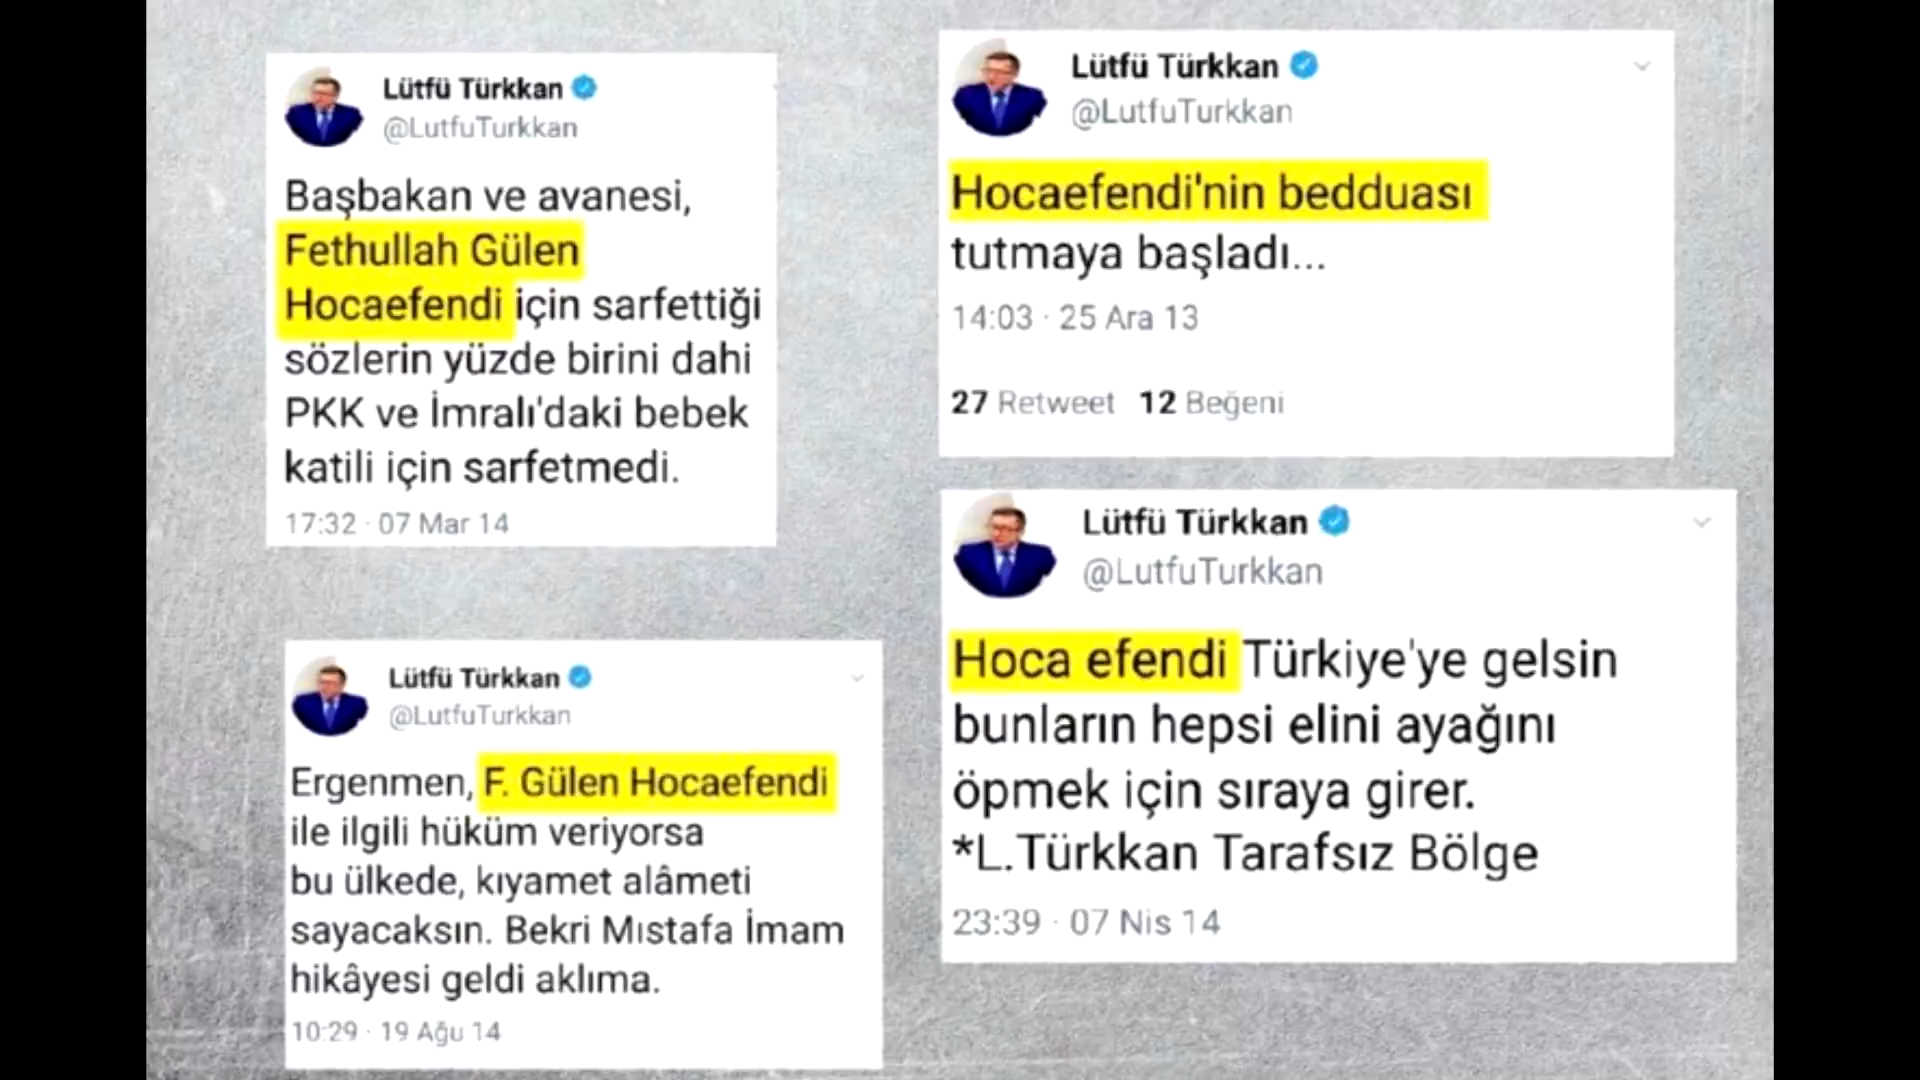 Lütfü Türkkan
@LutfuTurkkan
Başbakan ve avanesi,
Fethullah Gülen
Hocaefendi için sarfettiği
sözlerin yüzde birini dahi
PKK ve İmralı'daki bebek
katili için sarfetmedi.
17:32 · 07 Mar 14
Lütfü Türkkan
@LutfuTurkkan
Hocaefendi'nin bedduası
tutmaya başladı...
14:03 · 25 Ara 13
27 Retweet 12 Beğeni
Lütfü Türkkan
@LutfuTurkkan
Ergenmen, F. Gülen Hocaefendi
ile ilgili hüküm veriyorsa
bu ülkede, kıyamet alâmeti
sayacaksın. Bekri Mıstafa İmam
hikâyesi geldi aklıma.
10:29 · 19 Ağu 14
Lütfü Türkkan
@LutfuTurkkan
Hoca efendi Türkiye'ye gelsin
bunların hepsi elini ayağını
öpmek için sıraya girer.
*L.Türkkan Tarafsız Bölge
23:39 · 07 Nis 14